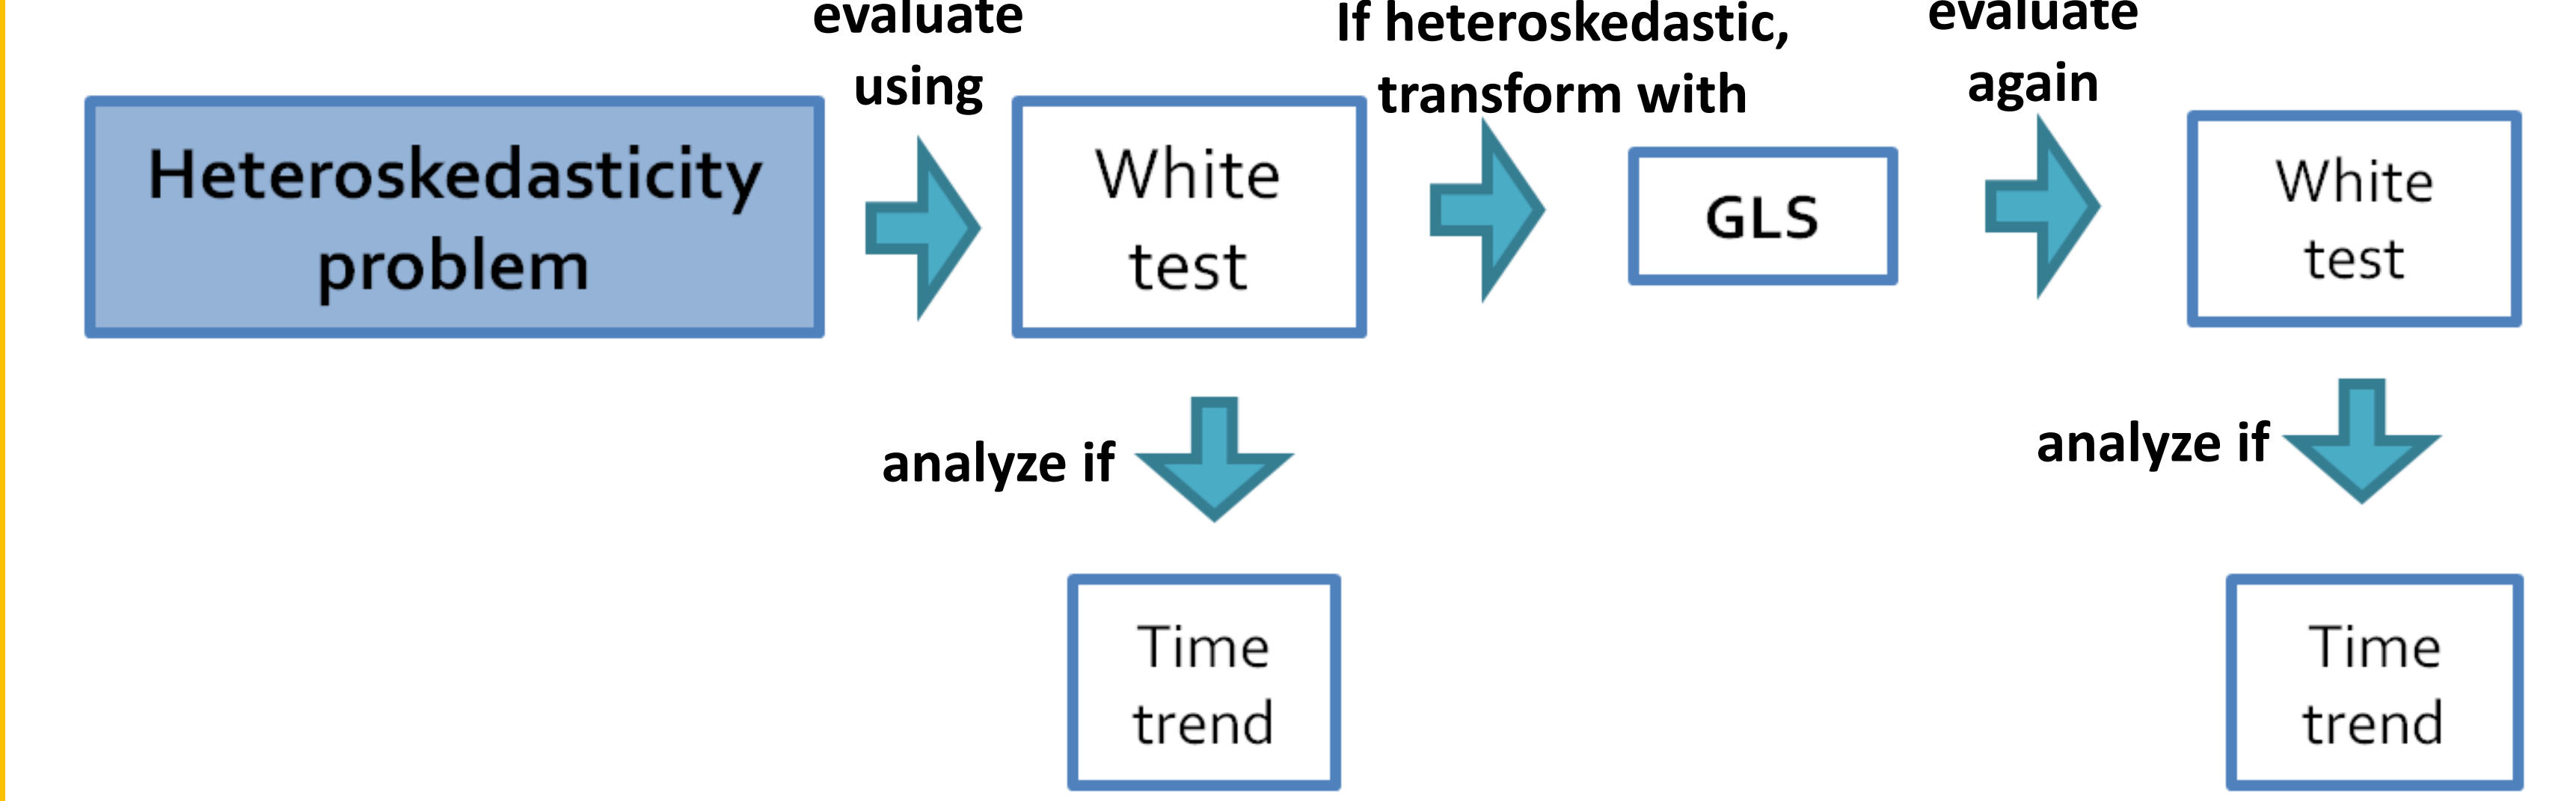 evaluate
using
If heteroskedastic,
transform with
evaluate
again
Heteroskedasticity
problem
White
test
GLS
White
test
analyze if
analyze if
Time
trend
Time
trend